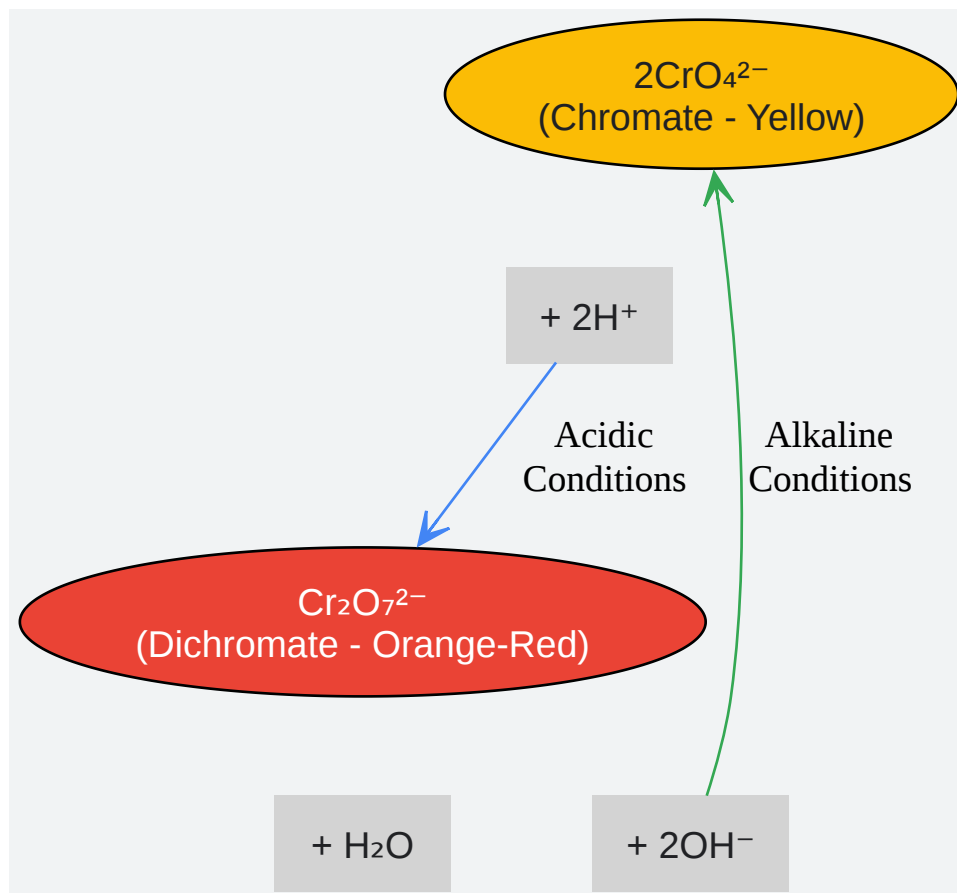 2CrO₄²⁻
(Chromate - Yellow)
+ 2H⁺
Acidic
Conditions
Alkaline
Conditions
Cr₂O₇²⁻
(Dichromate - Orange-Red)
+ H₂O
+ 2OH⁻